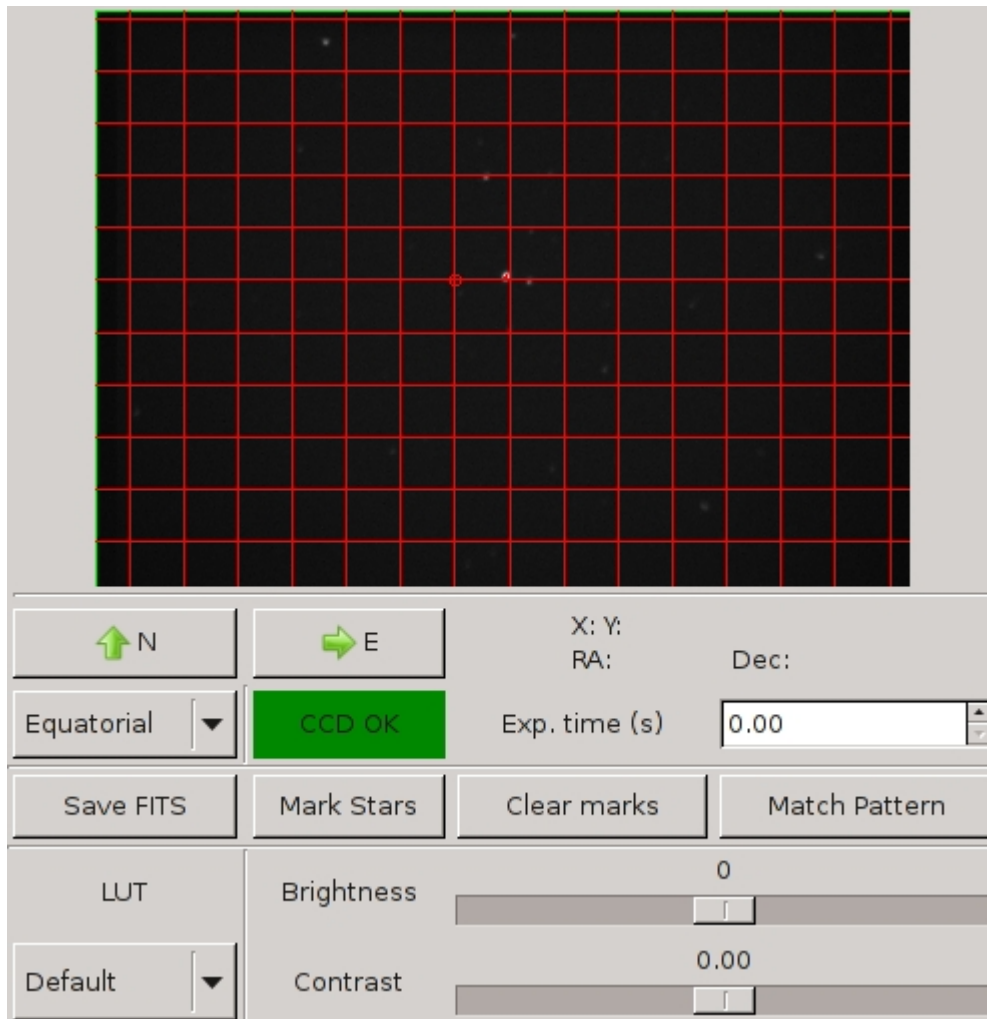 N E X: Y:
RA: Dec:
Equatorial CCD OK Exp. time (s) 0.00
Save FITS Mark Stars Clear marks Match Pattern
LUT Brightness 0
Default Contrast 0.00